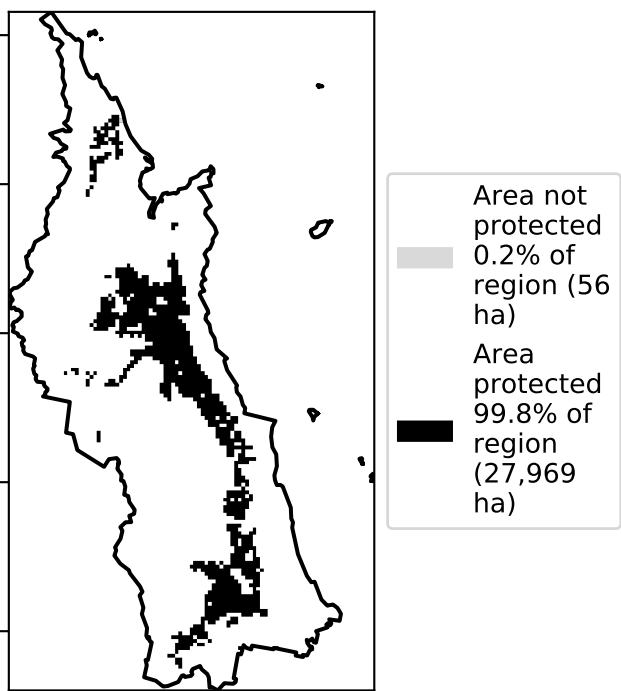 Area not
protected
0.2% of
region (56
ha)
Area
protected
99.8% of
region
(27,969
ha)